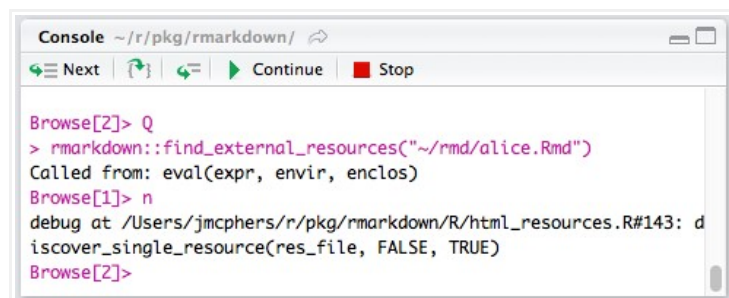 Console ~/r/pkg/rmarkdown/
Next Continue Stop
Browse[2]> Q
> rmarkdown::find_external_resources("~/rmd/alice.Rmd")
Called from: eval(expr, envir, enclos)
Browse[1]> n
debug at /Users/jmcphers/r/pkg/rmarkdown/R/html_resources.R#143: d
iscover_single_resource(res_file, FALSE, TRUE)
Browse[2]>